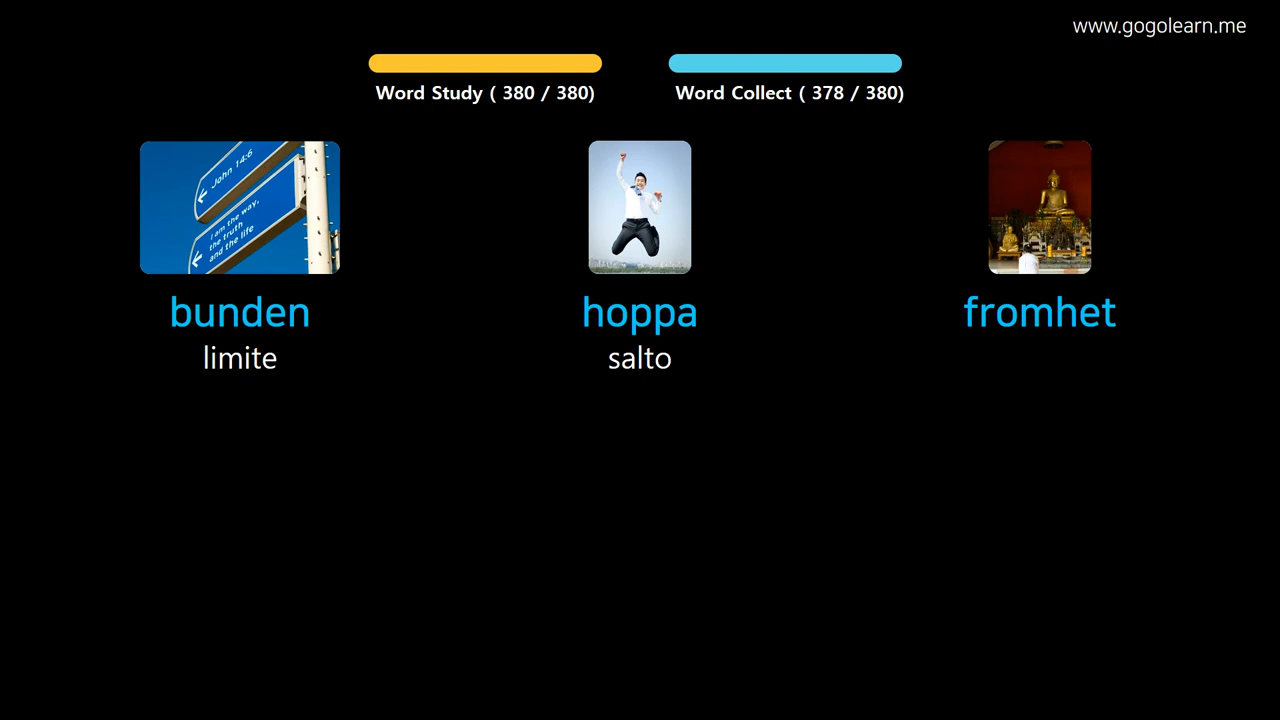 www.gogolearn.me
Word Study ( 380 / 380)
Word Collect ( 378 / 380)
John 14:6
I am the way,
the truth
and the life
bunden
hoppa
fromhet
limite
salto